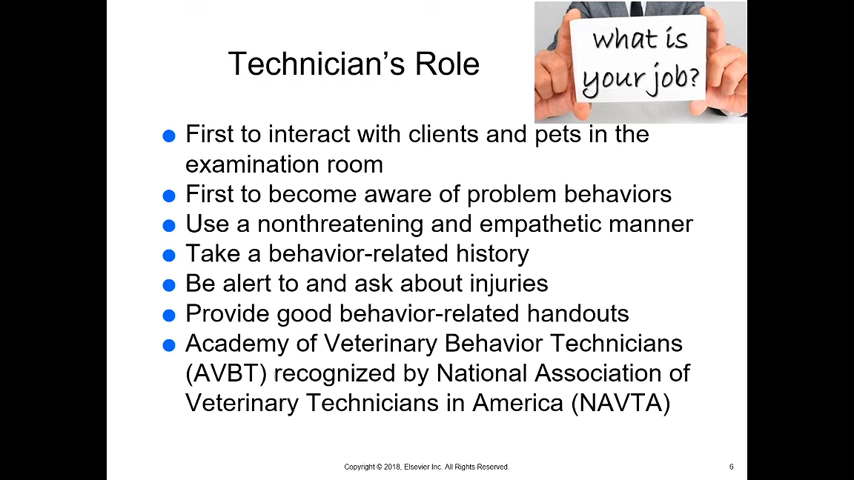 what is
your job?
Technician's Role
First to interact with clients and pets in the
examination room
First to become aware of problem behaviors
Use a nonthreatening and empathetic manner
Take a behavior-related history
Be alert to and ask about injuries
Provide good behavior-related handouts
Academy of Veterinary Behavior Technicians
(AVBT) recognized by National Association of
Veterinary Technicians in America (NAVTA)
Copyright © 2018, Elsevier Inc. All Rights Reserved.
6